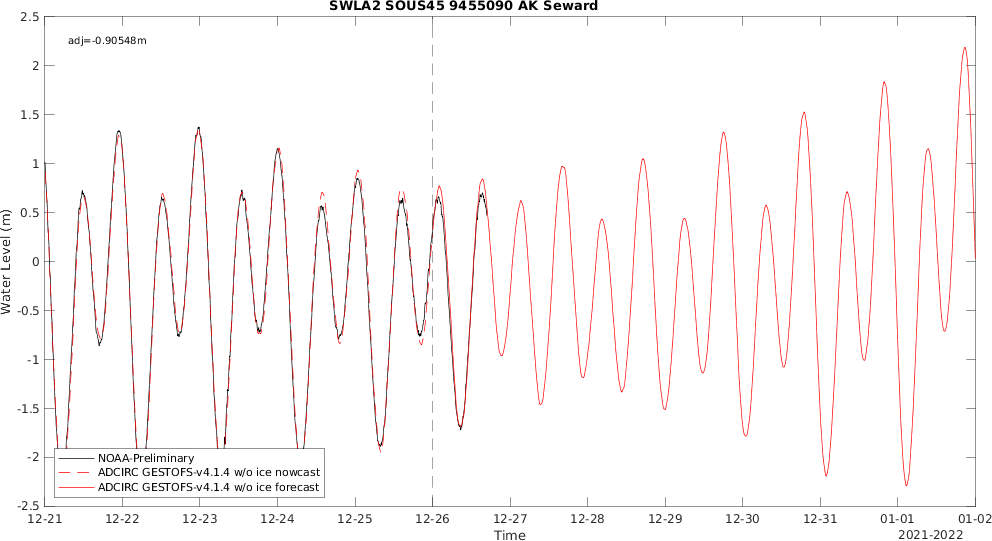 SWLA2 SOUS45 9455090 AK Seward
adj=-0.90548m
2.5
2
1.5
1
0.5
0
-0.5
-1
-1.5
-2
-2.5
Water Level (m)
NOAA-Preliminary
ADCIRC GESTOFS-v4.1.4 w/o ice nowcast
ADCIRC GESTOFS-v4.1.4 w/o ice forecast
12-21 12-22 12-23 12-24 12-25 12-26 12-27 12-28 12-29 12-30 12-31 01-01 01-02
Time
2021-2022